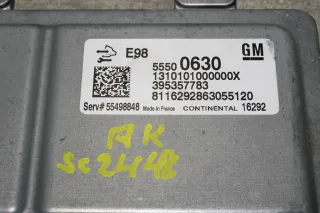 E98
GM
5550 0630
1310101000000X
395357783
8116292863055120
Serv# 55498848 Made in France CONTINENTAL 16292
AK
SC2448